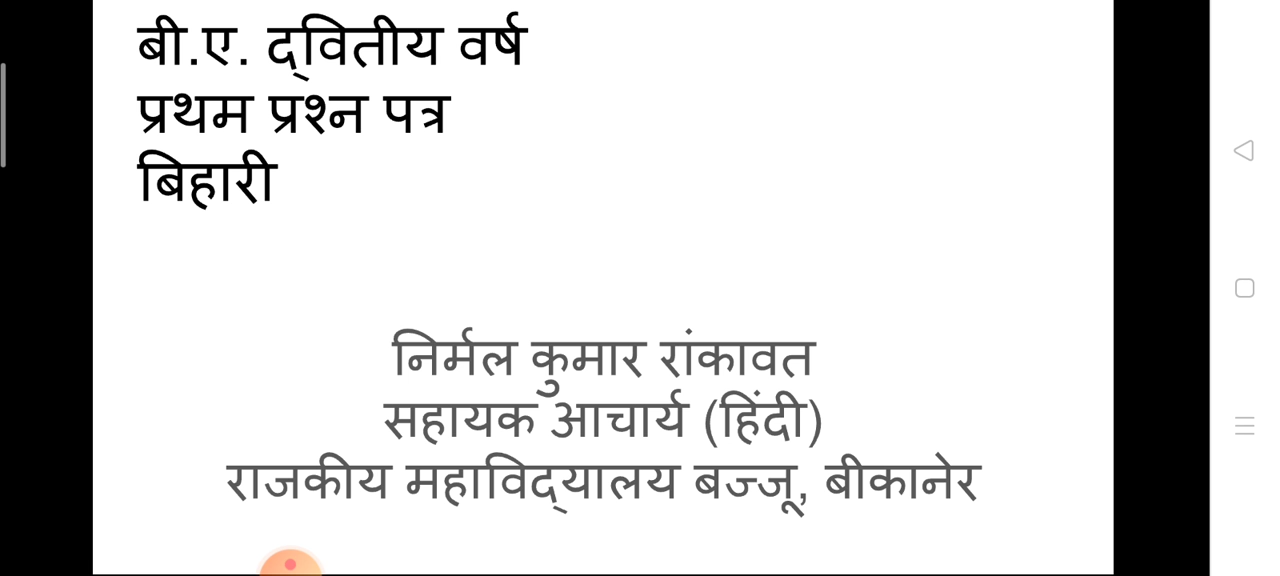 बी.ए. द्वितीय वर्ष
प्रथम प्रश्न पत्र
बिहारी
निर्मल कुमार रांकावत
सहायक आचार्य (हिंदी)
राजकीय महाविद्यालय बज्जू, बीकानेर